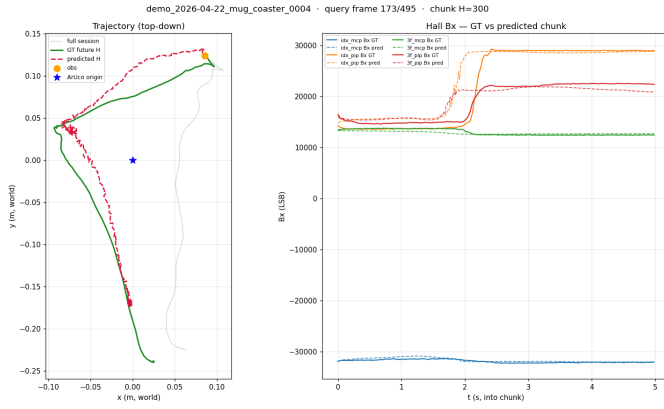 demo_2026-04-22_mug_coaster_0004 · query frame 173/495 · chunk H=300
Trajectory (top-down)
full session
GT future H
predicted H
obs
ArUco origin
0.15
0.10
0.05
0.00
−0.05
−0.10
−0.15
−0.20
−0.25
y (m, world)
−0.10
−0.05
0.00
0.05
0.10
x (m, world)
Hall Bx — GT vs predicted chunk
idx_mcp Bx GT
idx_mcp Bx pred
idx_pip Bx GT
idx_pip Bx pred
3f_mcp Bx GT
3f_mcp Bx pred
3f_pip Bx GT
3f_pip Bx pred
30000
20000
10000
0
−10000
−20000
−30000
Bx (LSB)
0
1
2
3
4
5
t (s, into chunk)